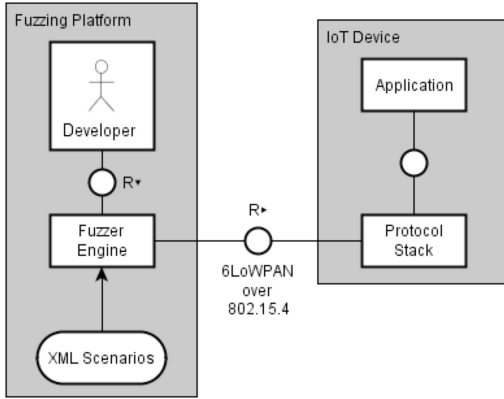 Fuzzing Platform
Developer
R▾
Fuzzer
Engine
XML Scenarios
R▸
6LoWPAN
over
802.15.4
IoT Device
Application
Protocol
Stack